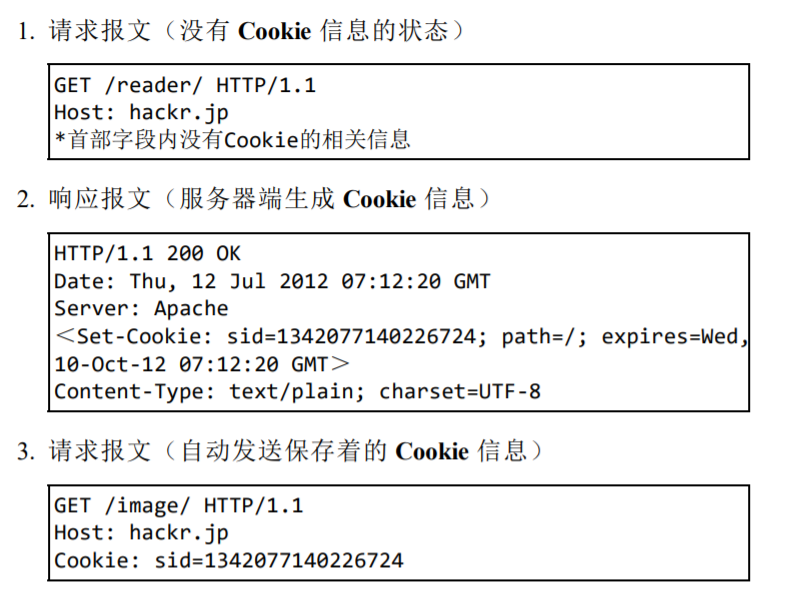 1. 请求报文（没有 Cookie 信息的状态）
GET /reader/ HTTP/1.1
Host: hackr.jp
*首部字段内没有Cookie的相关信息
2. 响应报文（服务器端生成 Cookie 信息）
HTTP/1.1 200 OK
Date: Thu, 12 Jul 2012 07:12:20 GMT
Server: Apache
＜Set-Cookie: sid=1342077140226724; path=/; expires=Wed,
10-Oct-12 07:12:20 GMT＞
Content-Type: text/plain; charset=UTF-8
3. 请求报文（自动发送保存着的 Cookie 信息）
GET /image/ HTTP/1.1
Host: hackr.jp
Cookie: sid=1342077140226724